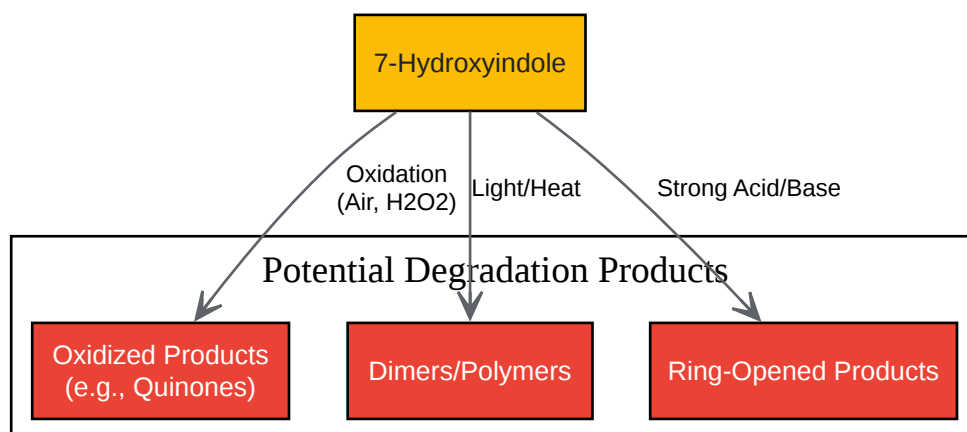 7-Hydroxyindole
Oxidation
(Air, H2O2)
Light/Heat
Strong Acid/Base
Potential Degradation Products
Oxidized Products
(e.g., Quinones)
Dimers/Polymers
Ring-Opened Products